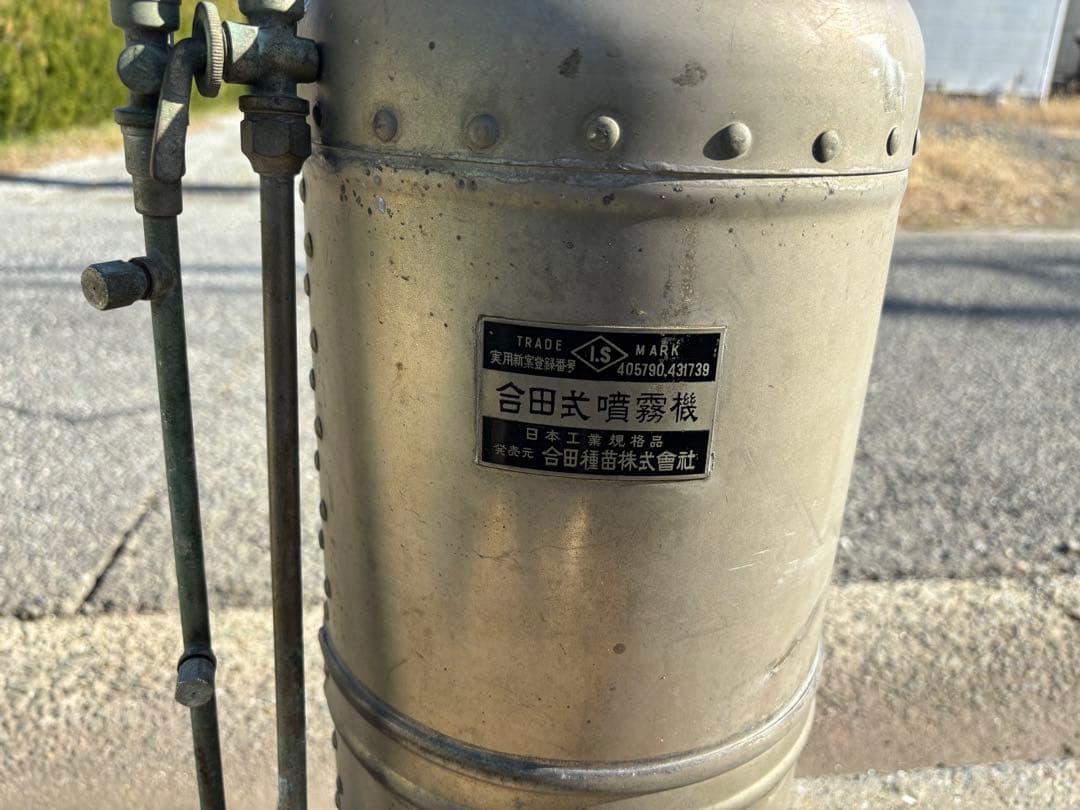 TRADE I.S MARK
実用新案登録番号 405790,431739
合田式噴霧機
日本工業規格品
発売元 合田種苗株式會社